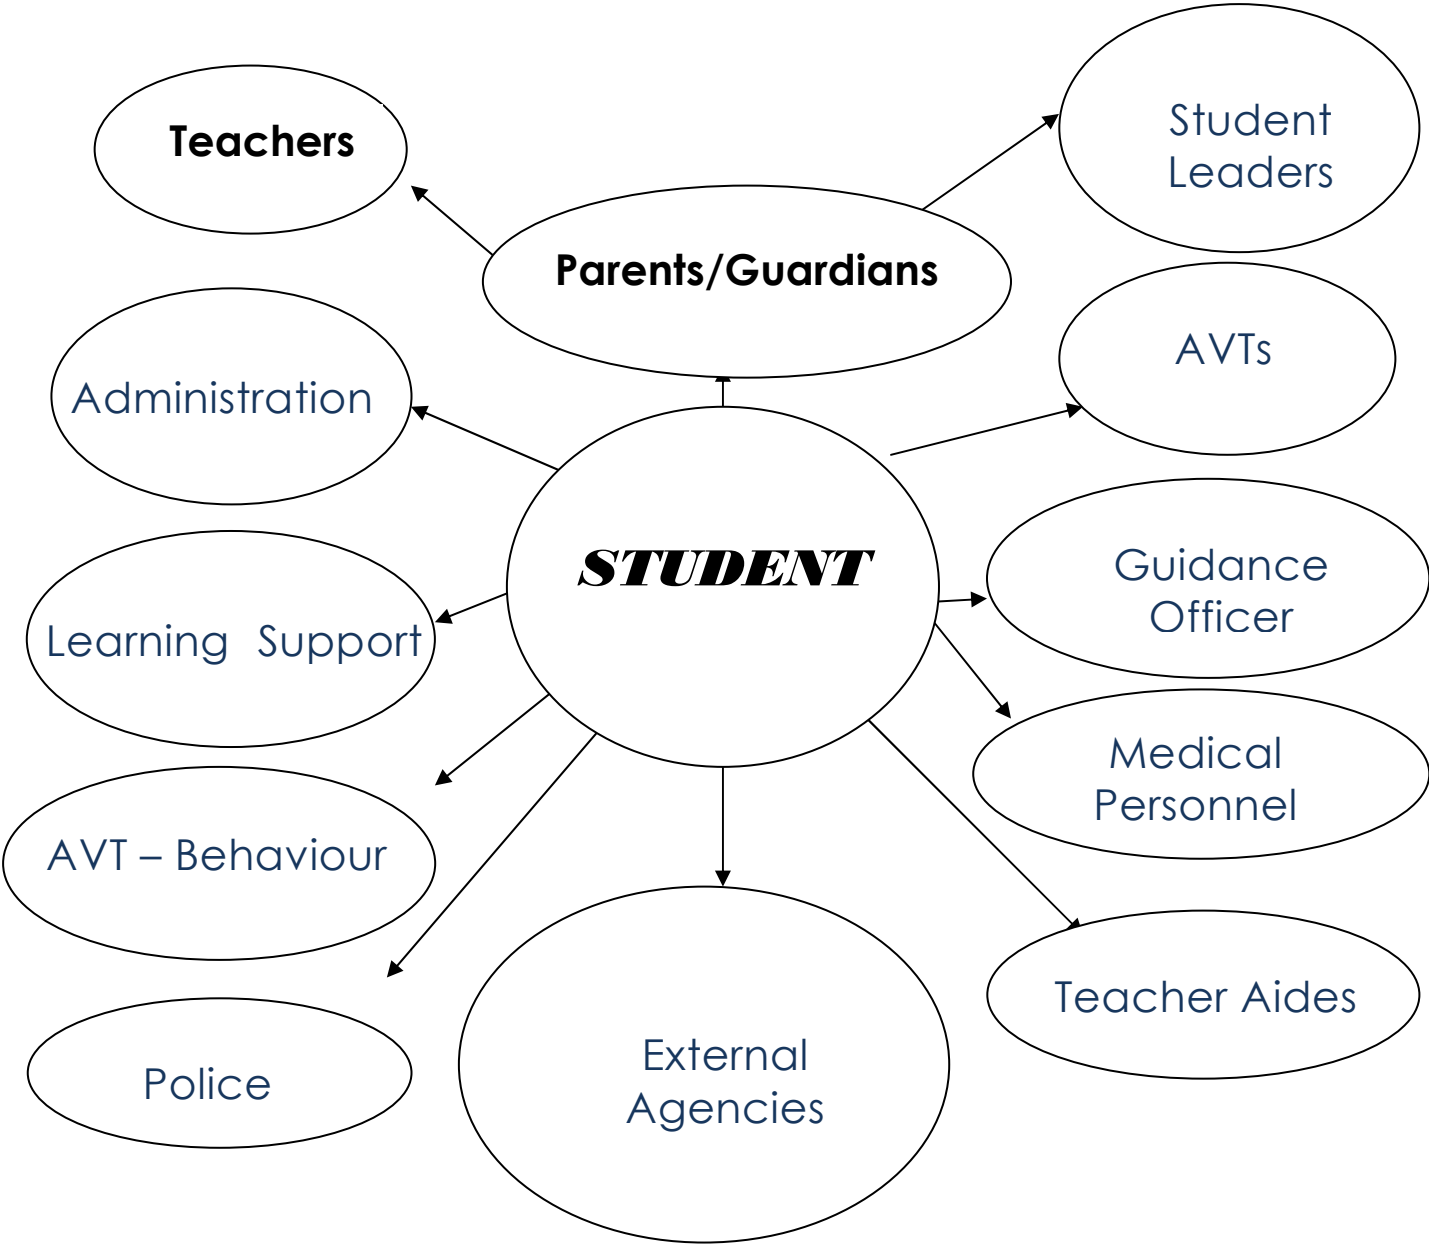 Teachers
Student
Leaders
Parents/Guardians
AVTs
Administration
STUDENT
Guidance
Officer
Learning  Support
Medical
Personnel
AVT – Behaviour
Teacher Aides
External
Agencies
Police